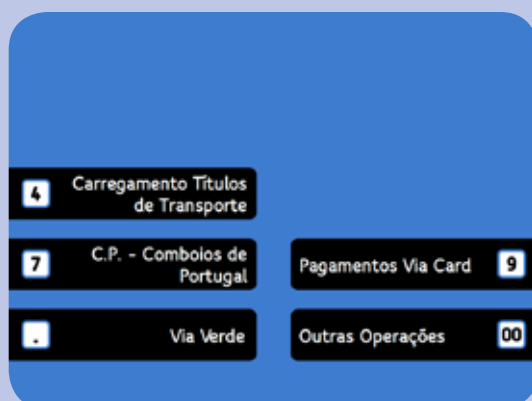 4 Carregamento Títulos
de Transporte
7 C.P. - Comboios de
Portugal
Pagamentos Via Card 9
. Via Verde
Outras Operações 00